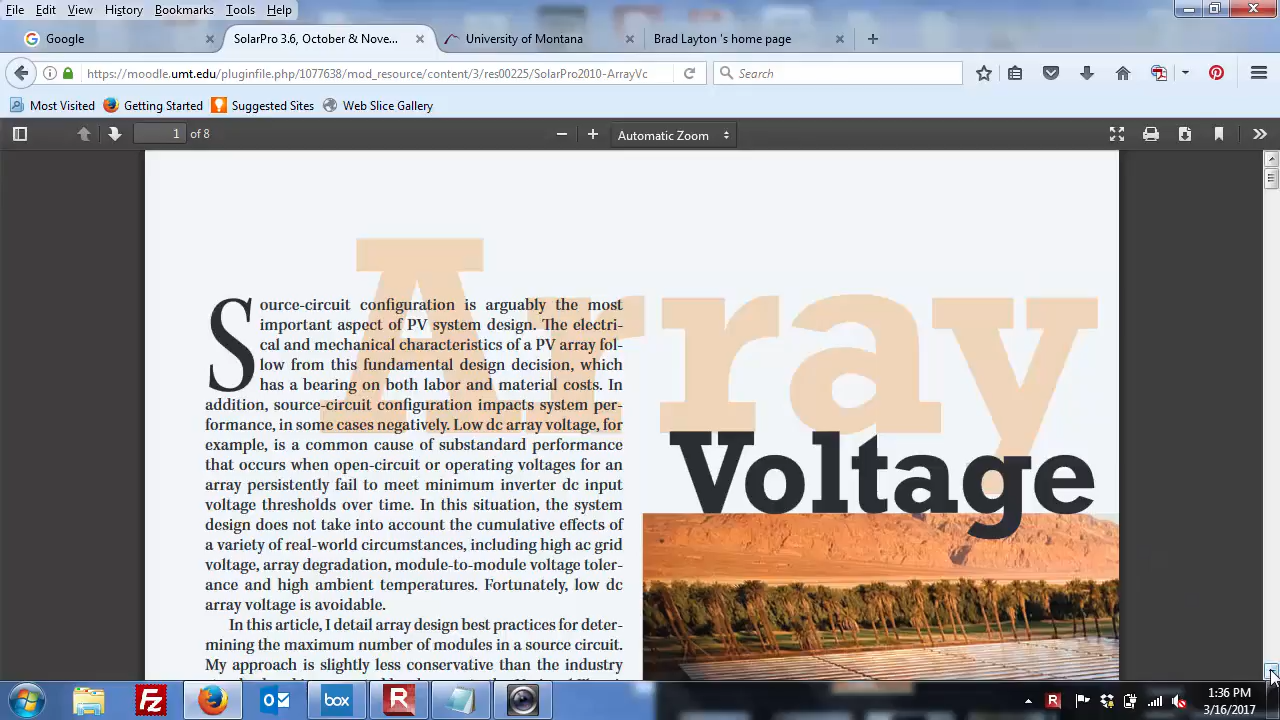 File Edit View History Bookmarks Tools Help
Google
SolarPro 3.6, October & Nove...
University of Montana
Brad Layton 's home page
https://moodle.umt.edu/pluginfile.php/1077638/mod_resource/content/3/res00225/SolarPro2010-ArrayVc
Search
Most Visited Getting Started Suggested Sites Web Slice Gallery
1 of 8 Automatic Zoom
Array
Voltage
Source-circuit configuration is arguably the most
important aspect of PV system design. The electri-
cal and mechanical characteristics of a PV array fol-
low from this fundamental design decision, which
has a bearing on both labor and material costs. In
addition, source-circuit configuration impacts system per-
formance, in some cases negatively. Low dc array voltage, for
example, is a common cause of substandard performance
that occurs when open-circuit or operating voltages for an
array persistently fail to meet minimum inverter dc input
voltage thresholds over time. In this situation, the system
design does not take into account the cumulative effects of
a variety of real-world circumstances, including high ac grid
voltage, array degradation, module-to-module voltage toler-
ance and high ambient temperatures. Fortunately, low dc
array voltage is avoidable.
In this article, I detail array design best practices for deter-
mining the maximum number of modules in a source circuit.
My approach is slightly less conservative than the industry
box
1:36 PM
3/16/2017